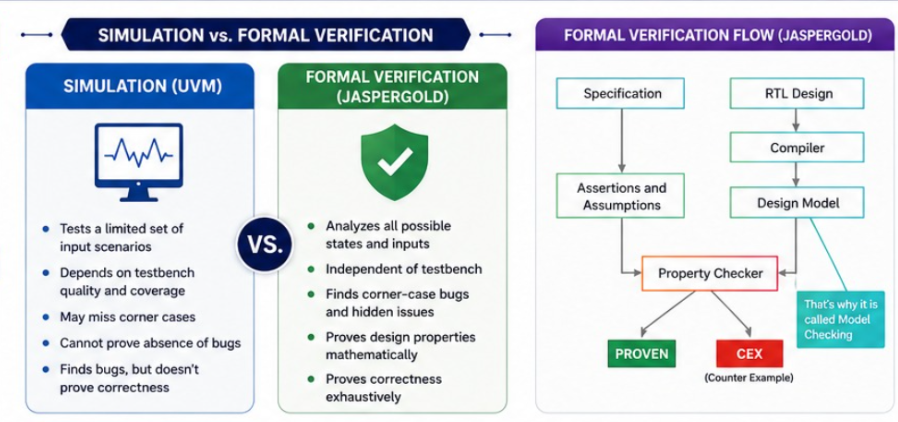 SIMULATION vs. FORMAL VERIFICATION
SIMULATION (UVM)
Tests a limited set of
input scenarios
Depends on testbench
quality and coverage
May miss corner cases
Cannot prove absence of bugs
Finds bugs, but doesn't
prove correctness
VS.
FORMAL VERIFICATION
(JASPERGOLD)
Analyzes all possible
states and inputs
Independent of testbench
Finds corner-case bugs
and hidden issues
Proves design properties
mathematically
Proves correctness
exhaustively
FORMAL VERIFICATION FLOW (JASPERGOLD)
Specification
RTL Design
Compiler
Assertions and
Assumptions
Design Model
Property Checker
That's why it is
called Model
Checking
PROVEN
CEX
(Counter Example)